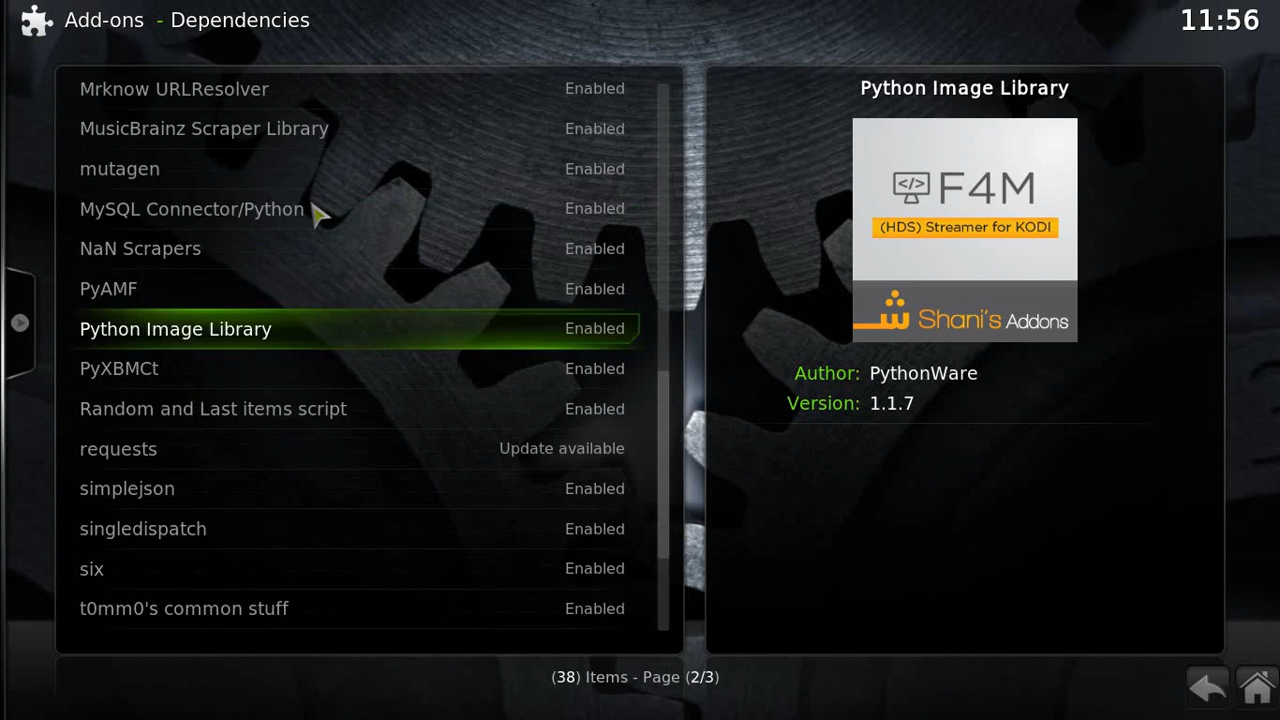 Add-ons - Dependencies
11:56
Mrknow URLResolver Enabled
MusicBrainz Scraper Library Enabled
mutagen Enabled
MySQL Connector/Python Enabled
NaN Scrapers Enabled
PyAMF Enabled
Python Image Library Enabled
PyXBMCt Enabled
Random and Last items script Enabled
requests Update available
simplejson Enabled
singledispatch Enabled
six Enabled
t0mm0's common stuff Enabled
Python Image Library
</> F4M
(HDS) Streamer for KODI
ش Shani's Addons
Author: PythonWare
Version: 1.1.7
(38) Items - Page (2/3)